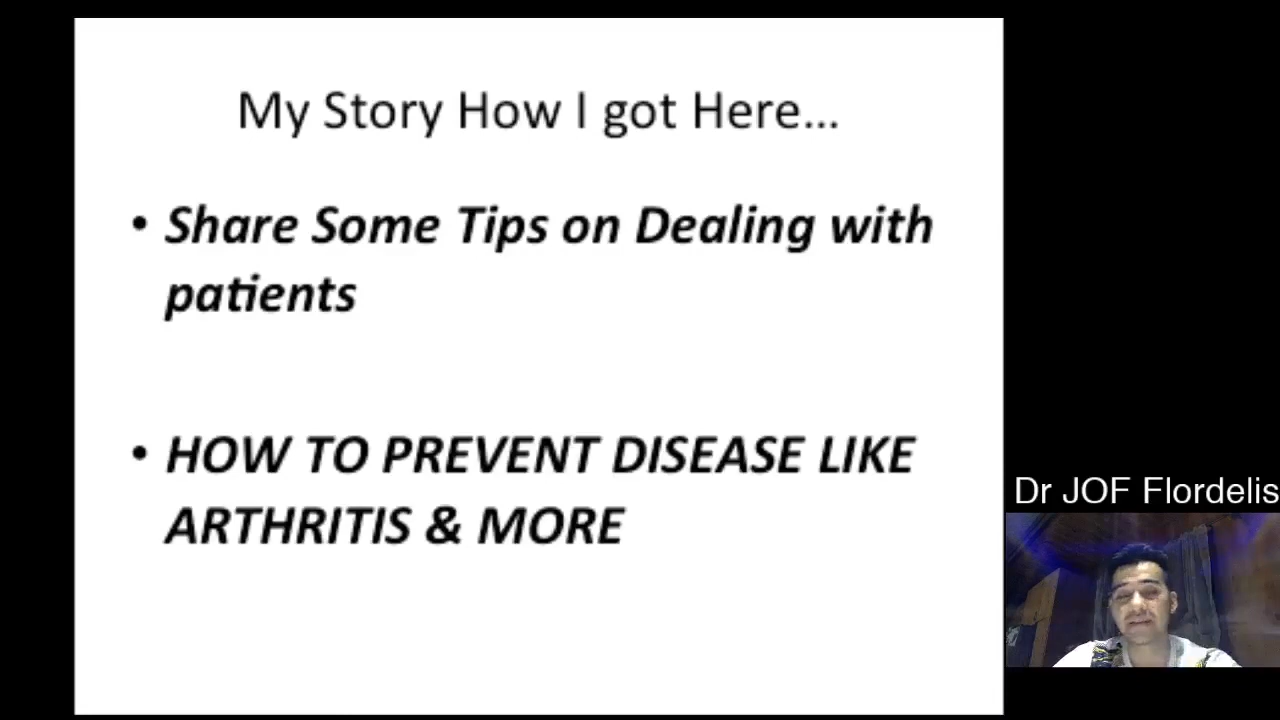 My Story How I got Here...
• Share Some Tips on Dealing with
patients
• HOW TO PREVENT DISEASE LIKE
ARTHRITIS & MORE
Dr JOF Flordelis